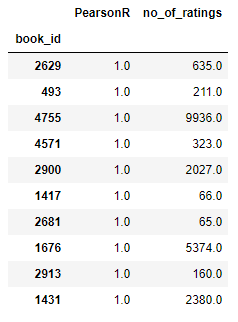 PearsonR no_of_ratings
book_id
2629 1.0 635.0
493 1.0 211.0
4755 1.0 9936.0
4571 1.0 323.0
2900 1.0 2027.0
1417 1.0 66.0
2681 1.0 65.0
1676 1.0 5374.0
2913 1.0 160.0
1431 1.0 2380.0